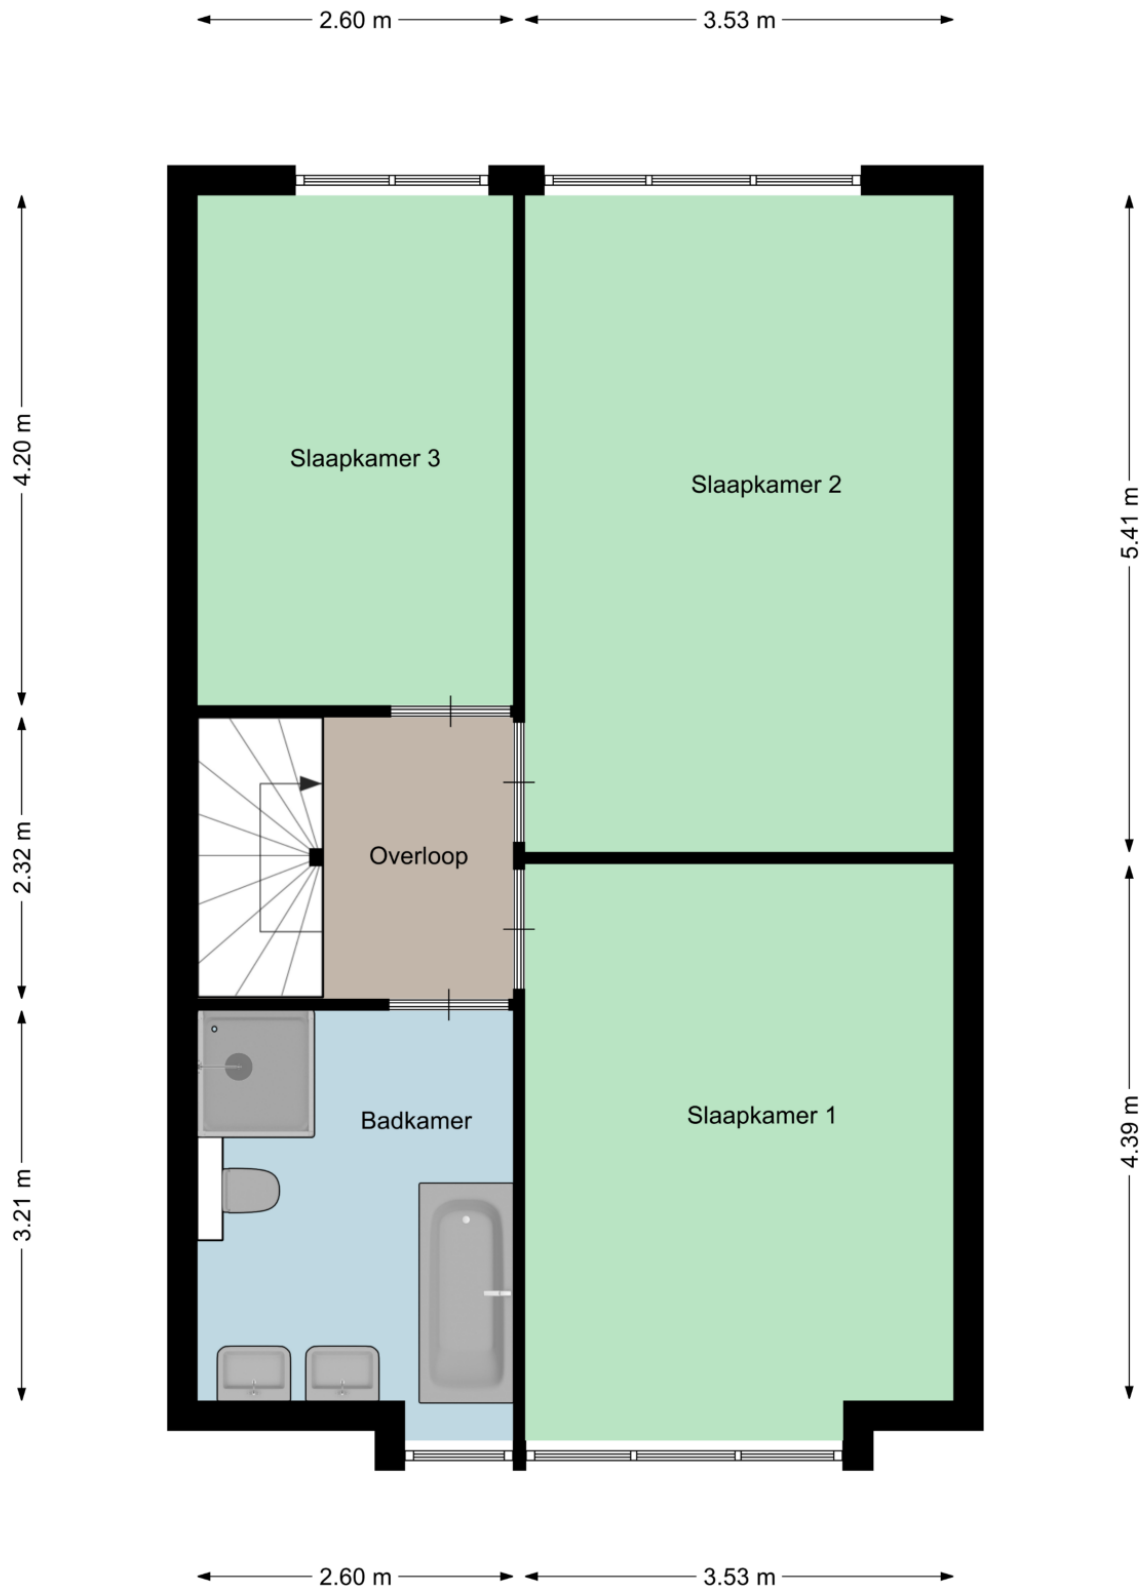 2.60 m
3.53 m
4.20 m
Slaapkamer 3
Slaapkamer 2
5.41 m
2.32 m
Overloop
Badkamer
Slaapkamer 1
4.39 m
3.21 m
2.60 m
3.53 m